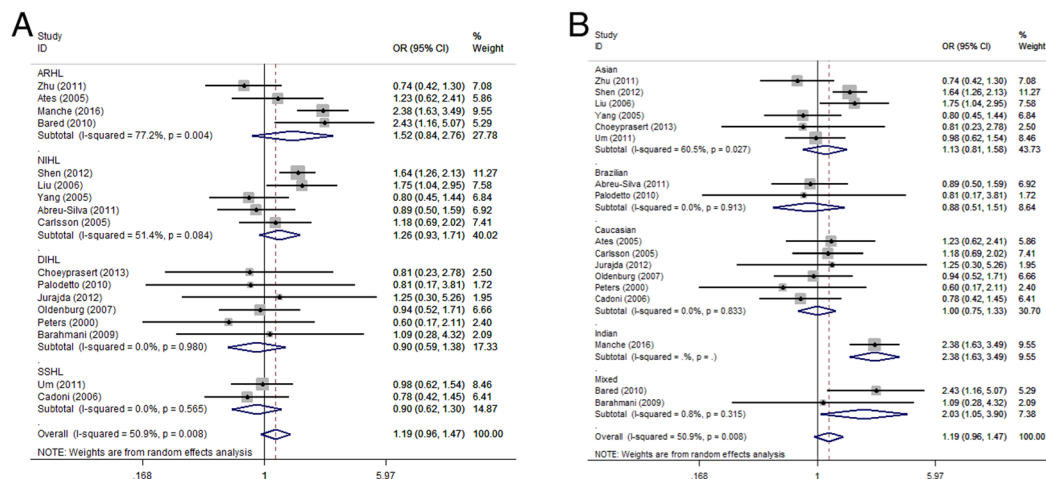 A
Study ID OR (95% CI) % Weight
ARHL
Zhu (2011) 0.74 (0.42, 1.30) 7.08
Ates (2005) 1.23 (0.62, 2.41) 5.86
Manche (2016) 2.38 (1.63, 3.49) 9.55
Bared (2010) 2.43 (1.16, 5.07) 5.29
Subtotal (I-squared = 77.2%, p = 0.004) 1.52 (0.84, 2.76) 27.78
.
NIHL
Shen (2012) 1.64 (1.26, 2.13) 11.27
Liu (2006) 1.75 (1.04, 2.95) 7.58
Yang (2005) 0.80 (0.45, 1.44) 6.84
Abreu-Silva (2011) 0.89 (0.50, 1.59) 6.92
Carlsson (2005) 1.18 (0.69, 2.02) 7.41
Subtotal (I-squared = 51.4%, p = 0.084) 1.26 (0.93, 1.71) 40.02
.
DIHL
Choeyprasert (2013) 0.81 (0.23, 2.78) 2.50
Palodetto (2010) 0.81 (0.17, 3.81) 1.72
Jurajda (2012) 1.25 (0.30, 5.26) 1.95
Oldenburg (2007) 0.94 (0.52, 1.71) 6.66
Peters (2000) 0.60 (0.17, 2.11) 2.40
Barahmani (2009) 1.09 (0.28, 4.32) 2.09
Subtotal (I-squared = 0.0%, p = 0.980) 0.90 (0.59, 1.38) 17.33
.
SSHL
Um (2011) 0.98 (0.62, 1.54) 8.46
Cadoni (2006) 0.78 (0.42, 1.45) 6.41
Subtotal (I-squared = 0.0%, p = 0.565) 0.90 (0.62, 1.30) 14.87
.
Overall (I-squared = 50.9%, p = 0.008) 1.19 (0.96, 1.47) 100.00
NOTE: Weights are from random effects analysis
.168 1 5.97
B
Study ID OR (95% CI) % Weight
Asian
Zhu (2011) 0.74 (0.42, 1.30) 7.08
Shen (2012) 1.64 (1.26, 2.13) 11.27
Liu (2006) 1.75 (1.04, 2.95) 7.58
Yang (2005) 0.80 (0.45, 1.44) 6.84
Choeyprasert (2013) 0.81 (0.23, 2.78) 2.50
Um (2011) 0.98 (0.62, 1.54) 8.46
Subtotal (I-squared = 60.5%, p = 0.027) 1.13 (0.81, 1.58) 43.73
.
Brazilian
Abreu-Silva (2011) 0.89 (0.50, 1.59) 6.92
Palodetto (2010) 0.81 (0.17, 3.81) 1.72
Subtotal (I-squared = 0.0%, p = 0.913) 0.88 (0.51, 1.51) 8.64
.
Caucasian
Ates (2005) 1.23 (0.62, 2.41) 5.86
Carlsson (2005) 1.18 (0.69, 2.02) 7.41
Jurajda (2012) 1.25 (0.30, 5.26) 1.95
Oldenburg (2007) 0.94 (0.52, 1.71) 6.66
Peters (2000) 0.60 (0.17, 2.11) 2.40
Cadoni (2006) 0.78 (0.42, 1.45) 6.41
Subtotal (I-squared = 0.0%, p = 0.833) 1.00 (0.75, 1.33) 30.70
.
Indian
Manche (2016) 2.38 (1.63, 3.49) 9.55
Subtotal (I-squared = .%, p = .) 2.38 (1.63, 3.49) 9.55
.
Mixed
Bared (2010) 2.43 (1.16, 5.07) 5.29
Barahmani (2009) 1.09 (0.28, 4.32) 2.09
Subtotal (I-squared = 0.8%, p = 0.315) 2.03 (1.05, 3.90) 7.38
.
Overall (I-squared = 50.9%, p = 0.008) 1.19 (0.96, 1.47) 100.00
NOTE: Weights are from random effects analysis
.168 1 5.97